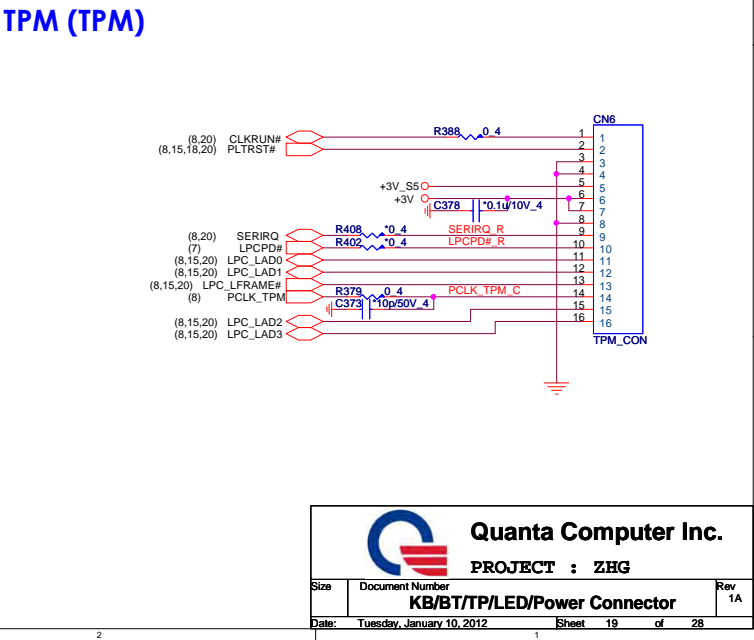 TPM (TPM)
CN6
(8,20) CLKRUN# R388 0_4 1 1
(8,15,18,20) PLTRST# 2 2
3 3
4 4
+3V_S5 5 5
+3V 6 6
C378 *0.1u/10V_4 7 7
8 8
(8,20) SERIRQ R408 *0_4 SERIRQ_R 9 9
(7) LPCPD# R402 *0_4 LPCPD#_R 10 10
(8,15,20) LPC_LAD0 11 11
(8,15,20) LPC_LAD1 12 12
(8,15,20) LPC_LFRAME# 13 13
(8) PCLK_TPM R379 0_4 PCLK_TPM_C 14 14
C373 *10p/50V_4 15 15
(8,15,20) LPC_LAD2 16 16
(8,15,20) LPC_LAD3
TPM_CON
Quanta Computer Inc.
PROJECT : ZHG
Size Document Number Rev
KB/BT/TP/LED/Power Connector 1A
Date: Tuesday, January 10, 2012 Sheet 19 of 28
2 1